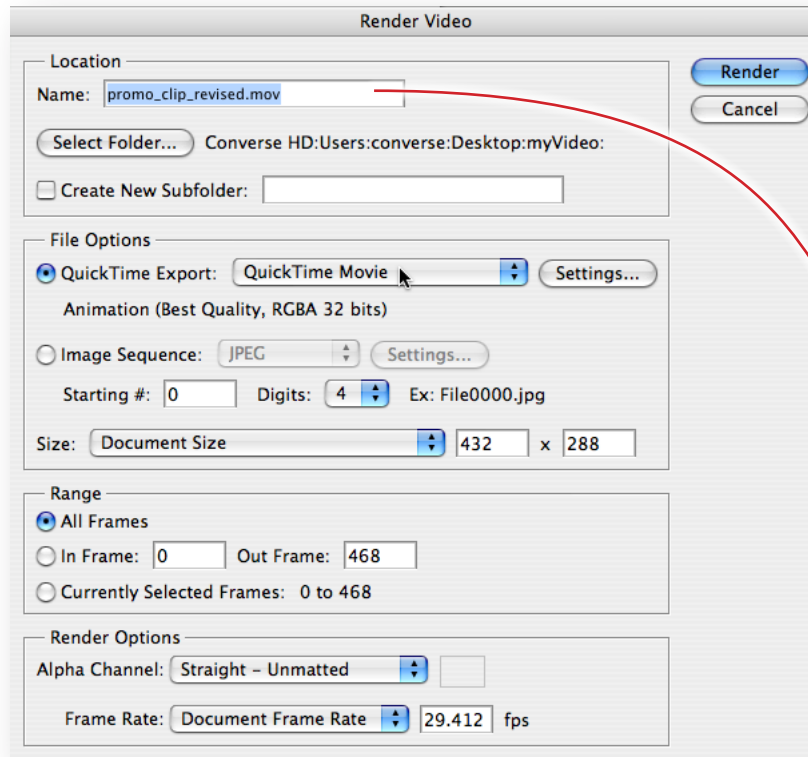 Render Video
Location
Name: promo_clip_revised.mov
Render
Cancel
Select Folder... Converse HD:Users:converse:Desktop:myVideo:
Create New Subfolder:
File Options
QuickTime Export: QuickTime Movie Settings...
Animation (Best Quality, RGBA 32 bits)
Image Sequence: JPEG Settings...
Starting #: 0 Digits: 4 Ex: File0000.jpg
Size: Document Size 432 x 288
Range
All Frames
In Frame: 0 Out Frame: 468
Currently Selected Frames: 0 to 468
Render Options
Alpha Channel: Straight – Unmatted
Frame Rate: Document Frame Rate 29.412 fps